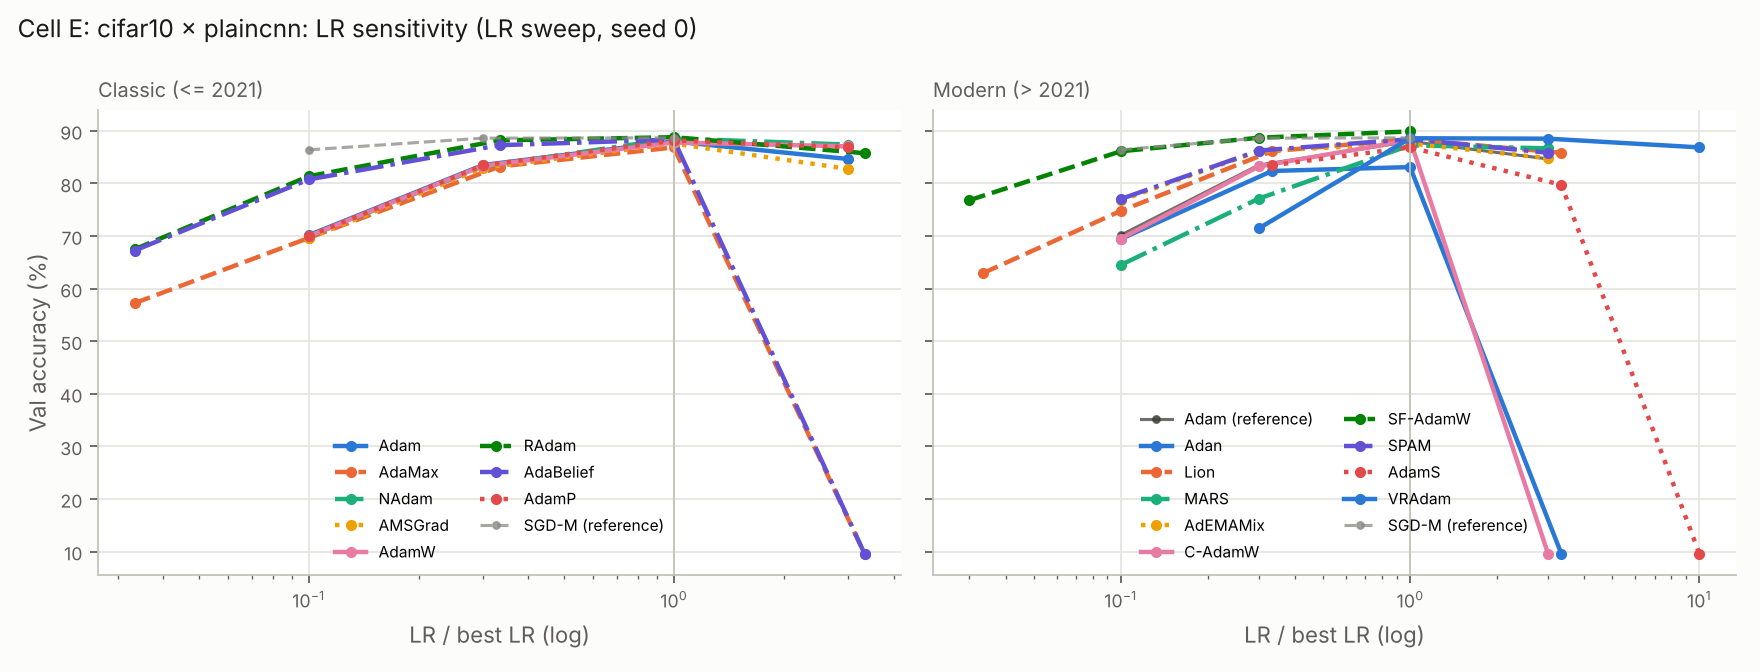 Cell E: cifar10 × plaincnn: LR sensitivity (LR sweep, seed 0)
Classic (<= 2021)
Val accuracy (%)
90
80
70
60
50
40
30
20
10
Adam
AdaMax
NAdam
AMSGrad
AdamW
RAdam
AdaBelief
AdamP
SGD-M (reference)
10⁻¹
10⁰
LR / best LR (log)
Modern (> 2021)
Adam (reference)
Adan
Lion
MARS
AdEMAMix
C-AdamW
SF-AdamW
SPAM
AdamS
VRAdam
SGD-M (reference)
10⁻¹
10⁰
10¹
LR / best LR (log)